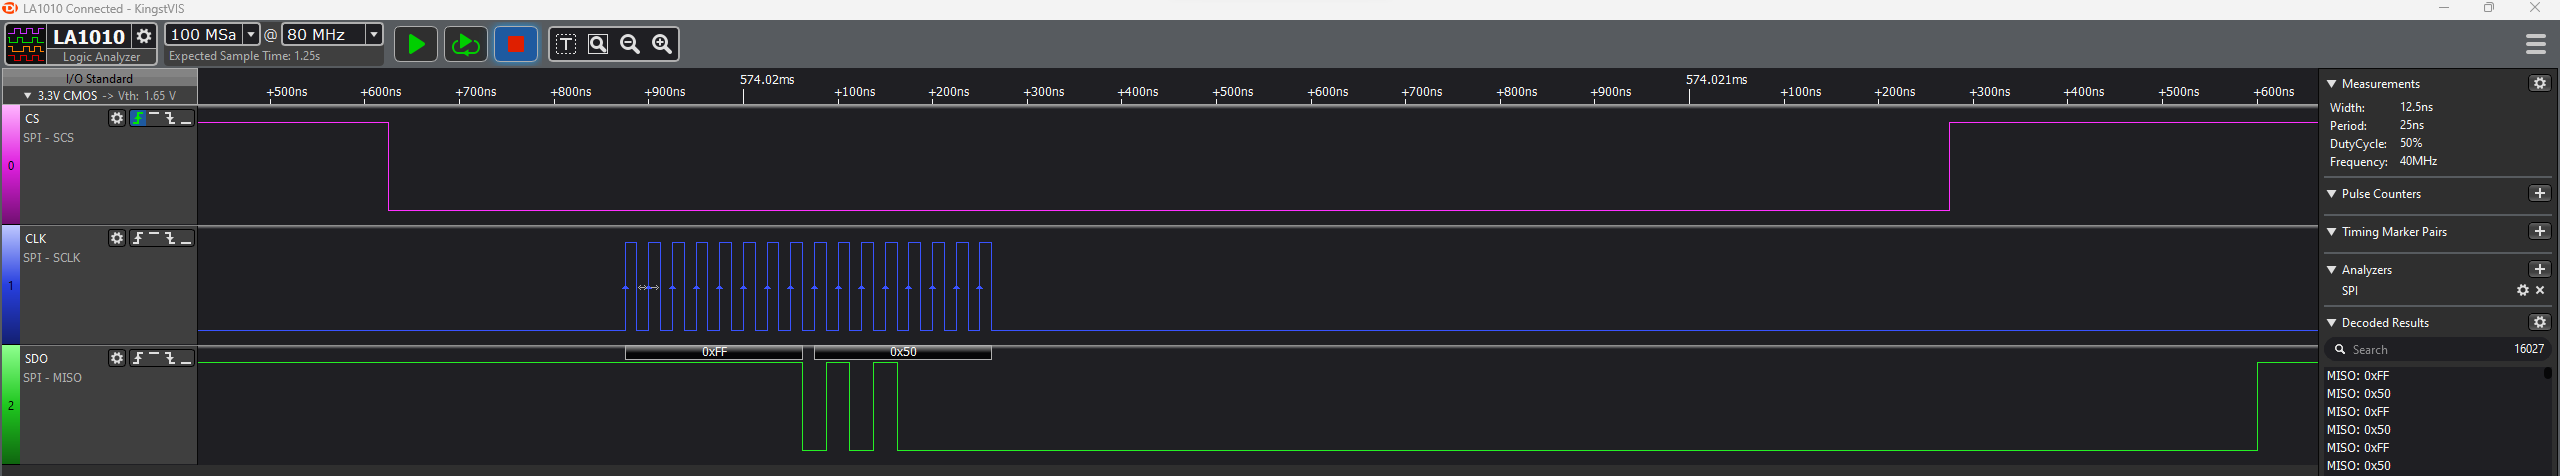 LA1010 Connected - KingstVIS
LA1010
Logic Analyzer
100 MSa @ 80 MHz
Expected Sample Time: 1.25s
T
I/O Standard
3.3V CMOS -> Vth: 1.65 V
574.02ms 574.021ms
+500ns +600ns +700ns +800ns +900ns +100ns +200ns +300ns +400ns +500ns +600ns +700ns +800ns +900ns +100ns +200ns +300ns +400ns +500ns +600ns
0
CS
SPI - SCS
1
CLK
SPI - SCLK
2
SDO
SPI - MISO
0xFF 0x50
Measurements
Width: 12.5ns
Period: 25ns
DutyCycle: 50%
Frequency: 40MHz
Pulse Counters
Timing Marker Pairs
Analyzers
SPI
Decoded Results
Search 16027
MISO: 0xFF
MISO: 0x50
MISO: 0xFF
MISO: 0x50
MISO: 0xFF
MISO: 0x50